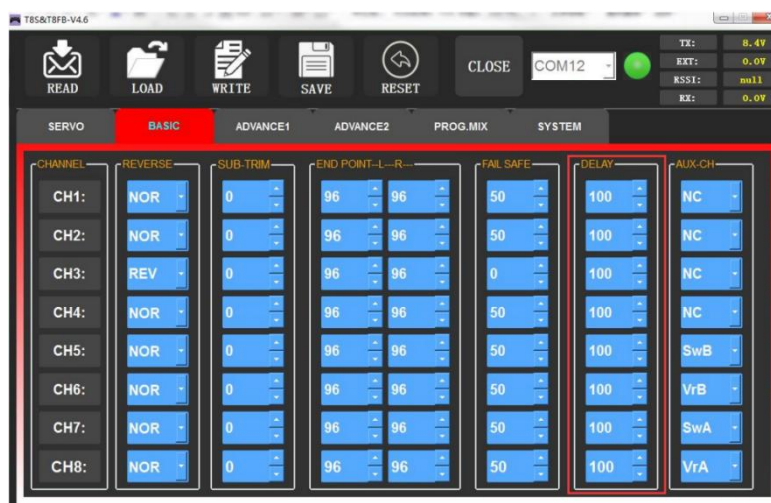 T8S&T8FB-V4.6
READ LOAD WRITE SAVE RESET CLOSE COM12
TX: 8.4V
EXT: 0.0V
RSSI: null
RX: 0.0V
SERVO BASIC ADVANCE1 ADVANCE2 PROG.MIX SYSTEM
CHANNEL REVERSE SUB-TRIM END POINT--L---R--- FAIL SAFE DELAY AUX-CH
CH1: NOR 0 96 96 50 100 NC
CH2: NOR 0 96 96 50 100 NC
CH3: REV 0 96 96 0 100 NC
CH4: NOR 0 96 96 50 100 NC
CH5: NOR 0 96 96 50 100 SwB
CH6: NOR 0 96 96 50 100 VrB
CH7: NOR 0 96 96 50 100 SwA
CH8: NOR 0 96 96 50 100 VrA